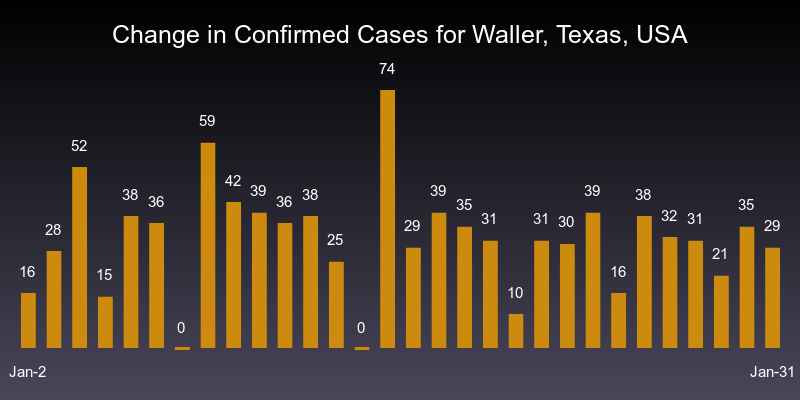 Change in Confirmed Cases for Waller, Texas, USA
16 28 52 15 38 36 0 59 42 39 36 38 25 0 74 29 39 35 31 10 31 30 39 16 38 32 31 21 35 29
Jan-2 Jan-31